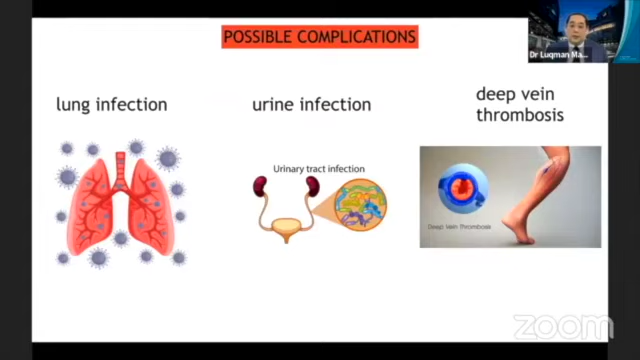 POSSIBLE COMPLICATIONS
Dr Luqman Ma...
lung infection
urine infection
deep vein
thrombosis
Urinary tract infection
Deep Vein Thrombosis
zoom